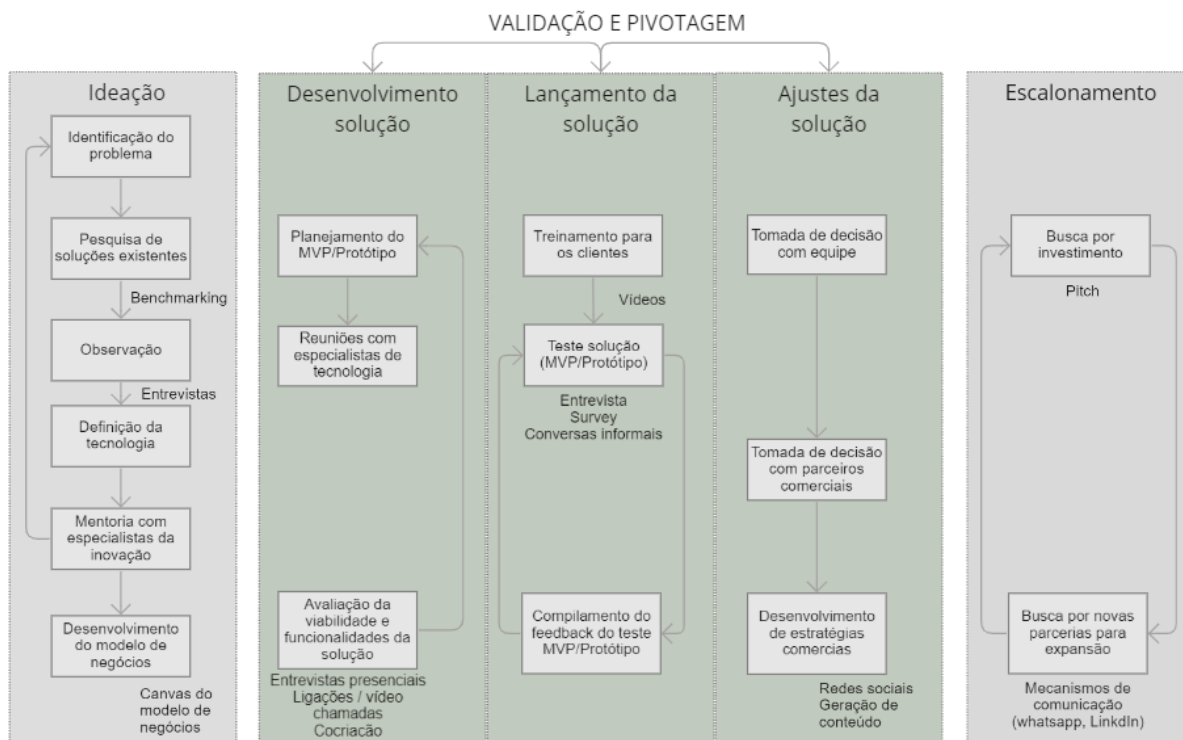 VALIDAÇÃO E PIVOTAGEM
Ideação
Identificação do
problema
Pesquisa de
soluções existentes
Benchmarking
Observação
Entrevistas
Definição da
tecnologia
Mentoria com
especialistas da
inovação
Desenvolvimento
do modelo de
negócios
Canvas do
modelo de
negócios
Desenvolvimento
da solução
Planejamento do
MVP/Protótipo
Reuniões com
especialistas de
tecnologia
Avaliação da
viabilidade e
funcionalidades da
solução
Entrevistas presenciais
Ligações / vídeo
chamadas
Cocriação
Lançamento da
solução
Treinamento para
os clientes
Vídeos
Teste solução
(MVP/Protótipo)
Entrevista
Survey
Conversas informais
Compilamento do
feedback do teste
MVP/Protótipo
Ajustes da
solução
Tomada de decisão
com equipe
Tomada de decisão
com parceiros
comerciais
Desenvolvimento
de estratégias
comercias
Redes sociais
Geração de
conteúdo
Escalonamento
Busca por
investimento
Pitch
Busca por novas
parcerias para
expansão
Mecanismos de
comunicação
(whatsapp, LinkdIn)